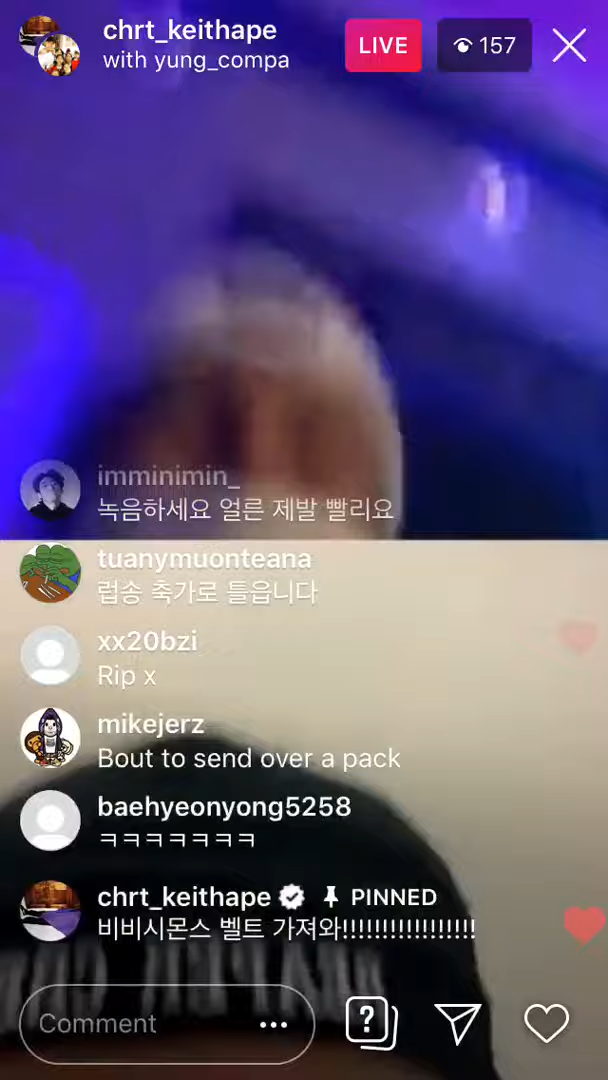 chrt_keithape
with yung_compa
LIVE
157
imminimin_
녹음하세요 얼른 제발 빨리요
tuanymuonteana
럽송 축가로 틀읍니다
xx20bzi
Rip x
mikejerz
Bout to send over a pack
baehyeonyong5258
ㅋㅋㅋㅋㅋㅋㅋ
chrt_keithape PINNED
비비시몬스 벨트 가져와!!!!!!!!!!!!!!!!!!
Comment